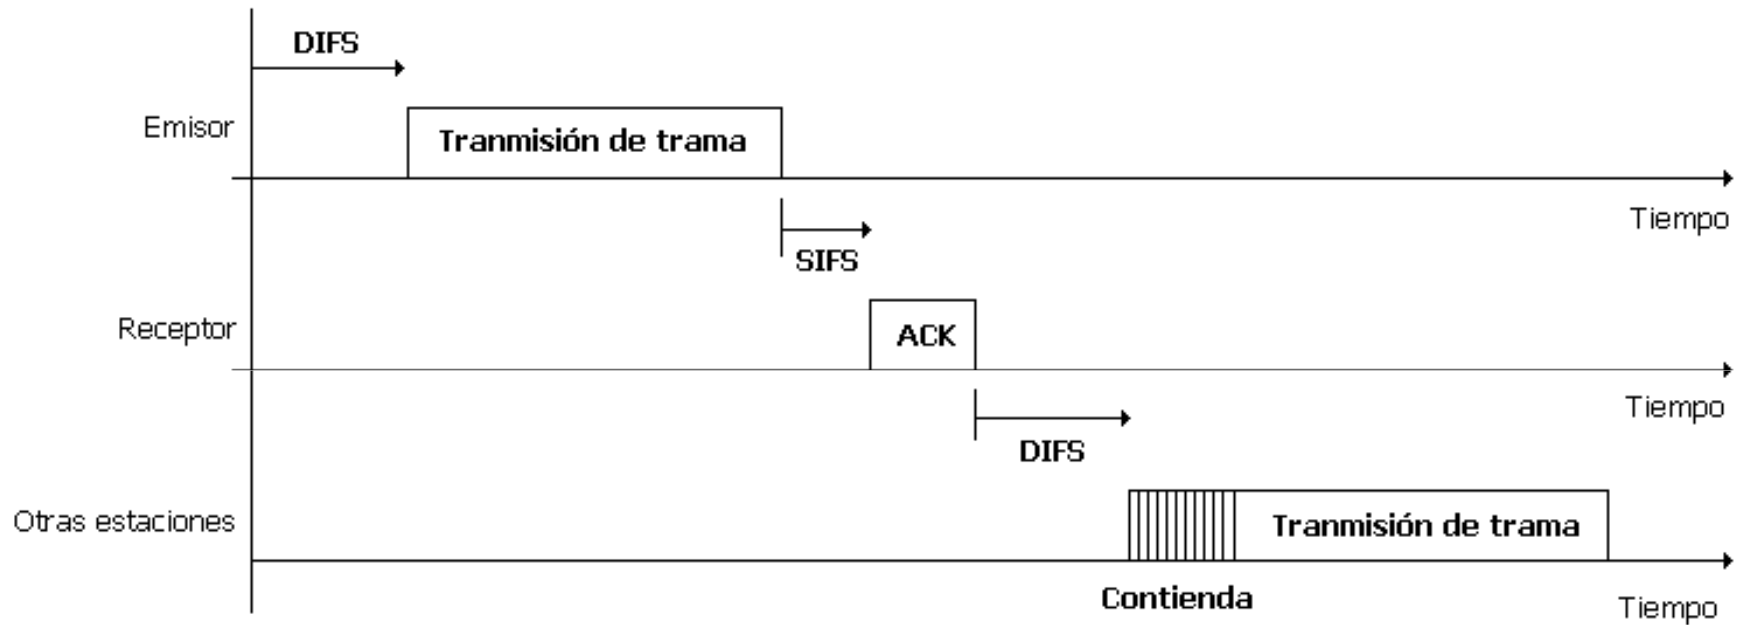 DIFS
Emisor
Tranmisión de trama
Tiempo
SIFS
Receptor
ACK
Tiempo
DIFS
Otras estaciones
Tranmisión de trama
Contienda
Tiempo